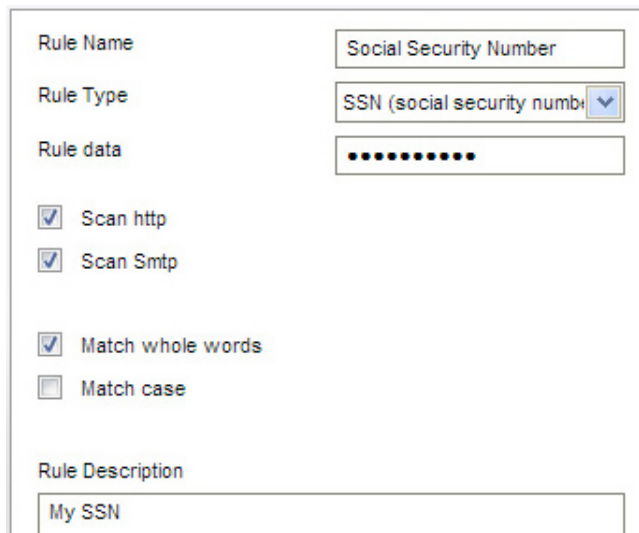 Rule Name
Social Security Number
Rule Type
SSN (social security numbe
Rule data
••••••••••
Scan http
Scan Smtp
Match whole words
Match case
Rule Description
My SSN